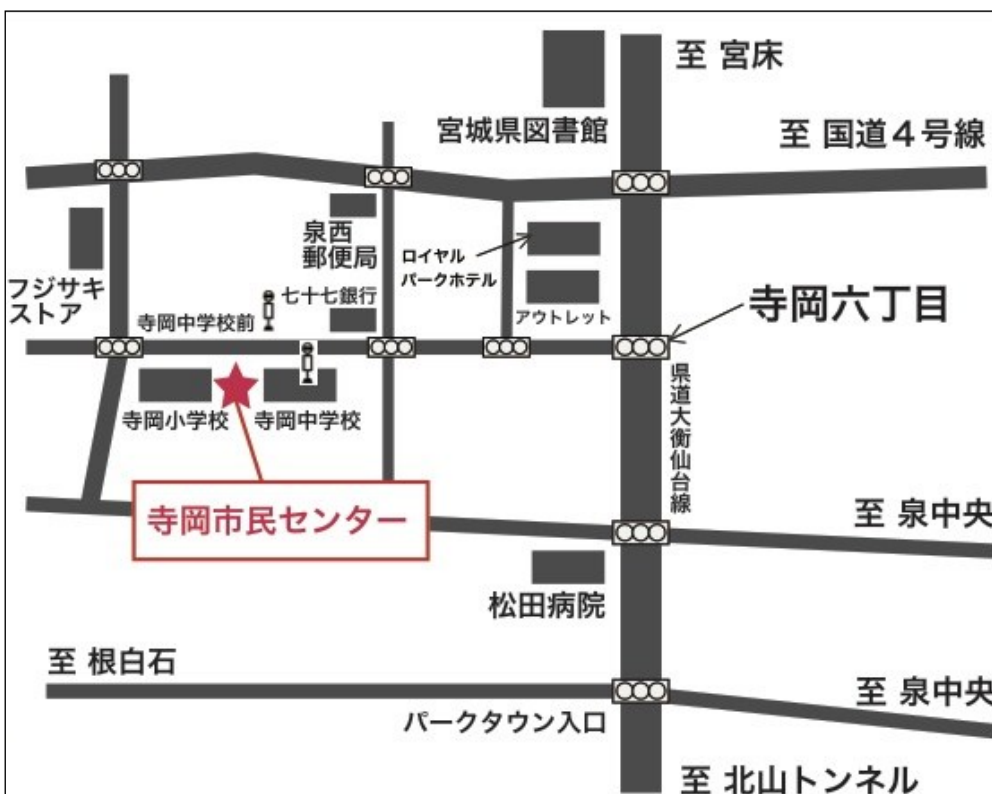 至 宮床
宮城県図書館
至 国道4号線
泉西
郵便局
ロイヤル
パークホテル
フジサキ
ストア
七十七銀行
アウトレット
寺岡六丁目
寺岡中学校前
県道大衡仙台線
寺岡小学校
寺岡中学校
寺岡市民センター
至 泉中央
松田病院
至 根白石
至 泉中央
パークタウン入口
至 北山トンネル